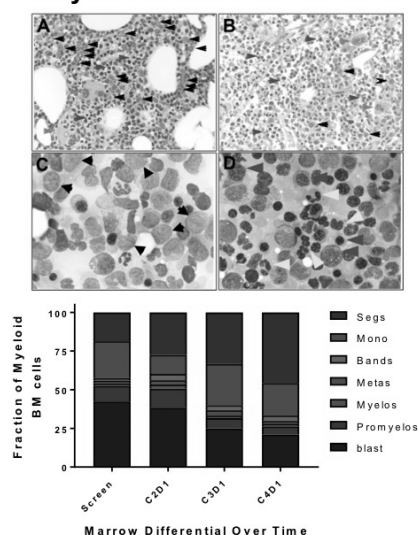 A
B
C
D
100
75
50
25
0
Fraction of Myeloid
BM cells
Screen
C2D1
C3D1
C4D1
Marrow Differential Over Time
Segs
Mono
Bands
Metas
Myelos
Promyelos
blast